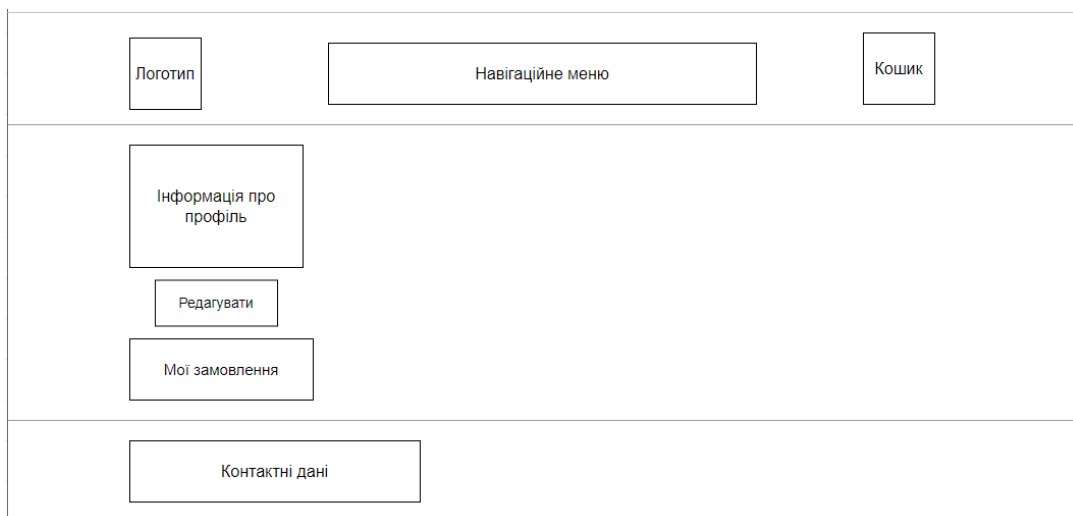 Логотип
Навігаційне меню
Кошик
Інформація про
профіль
Редагувати
Мої замовлення
Контактні дані